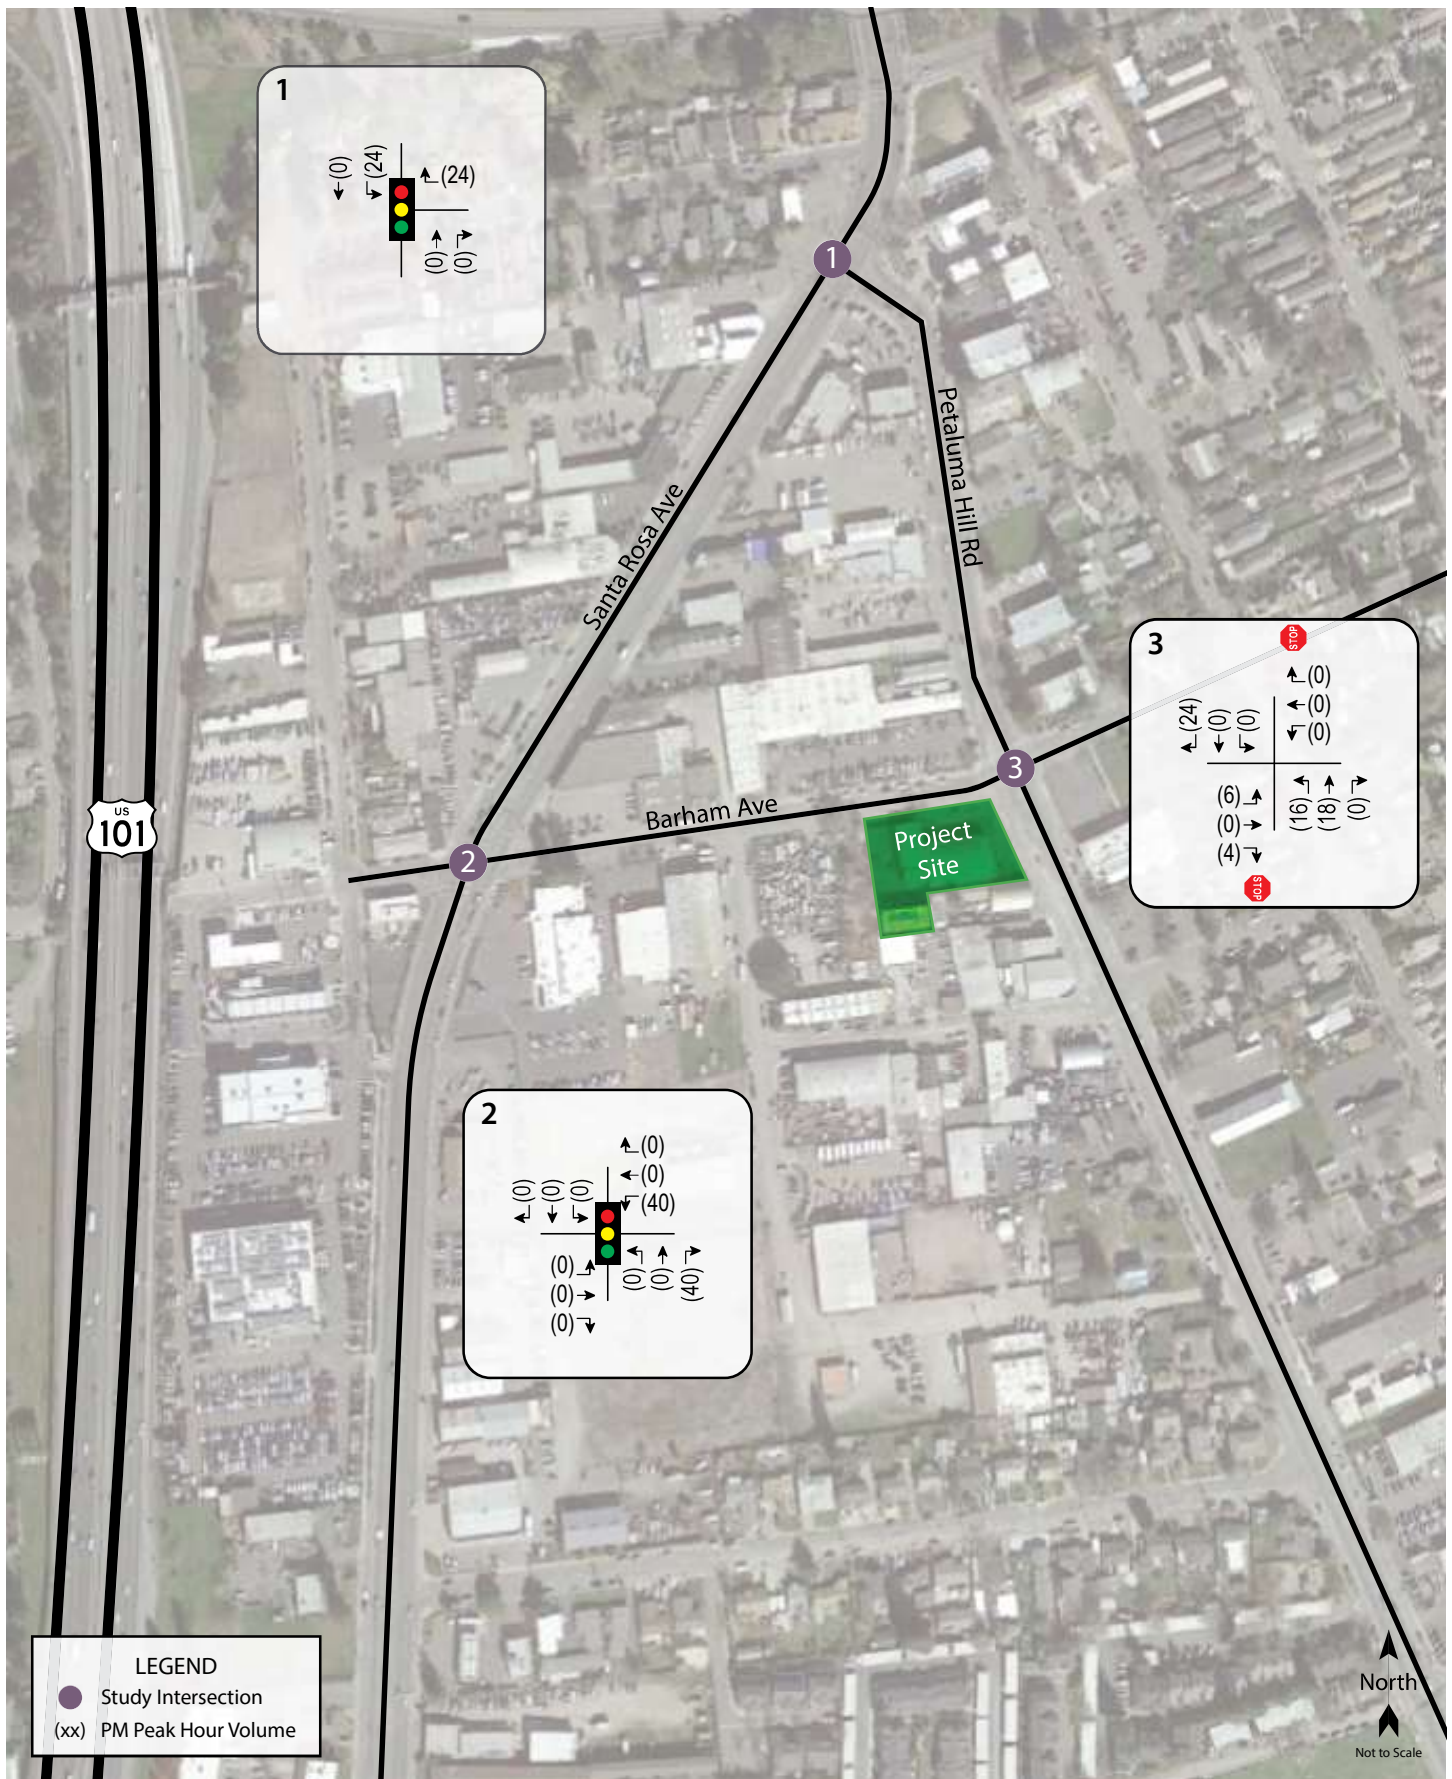 1
(0)
(24)
(24)
(0)
(0)
1
Petaluma Hill Rd
Santa Rosa Ave
3
STOP
(0)
(0)
(0)
(24)
(0)
(0)
(6)
(0)
(4)
(16)
(18)
(0)
STOP
3
Barham Ave
US
101
2
Project
Site
2
(0)
(0)
(40)
(0)
(0)
(0)
(0)
(0)
(0)
(0)
(0)
(40)
LEGEND
Study Intersection
(xx) PM Peak Hour Volume
North
Not to Scale